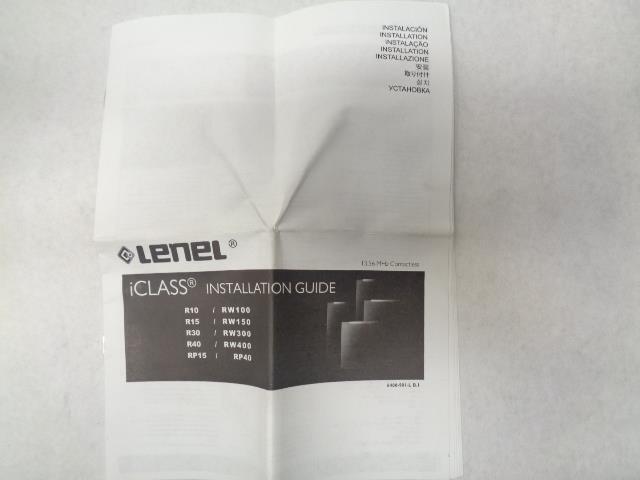 INSTALACIÓN
INSTALLATION
INSTALAÇÃO
INSTALLATION
INSTALLAZIONE
安装
取り付け
설치
УСТАНОВКА
LENEL®
13.56 MHz Contactless
iCLASS® INSTALLATION GUIDE
R10 / RW100
R15 / RW150
R30 / RW300
R40 / RW400
RP15 / RP40